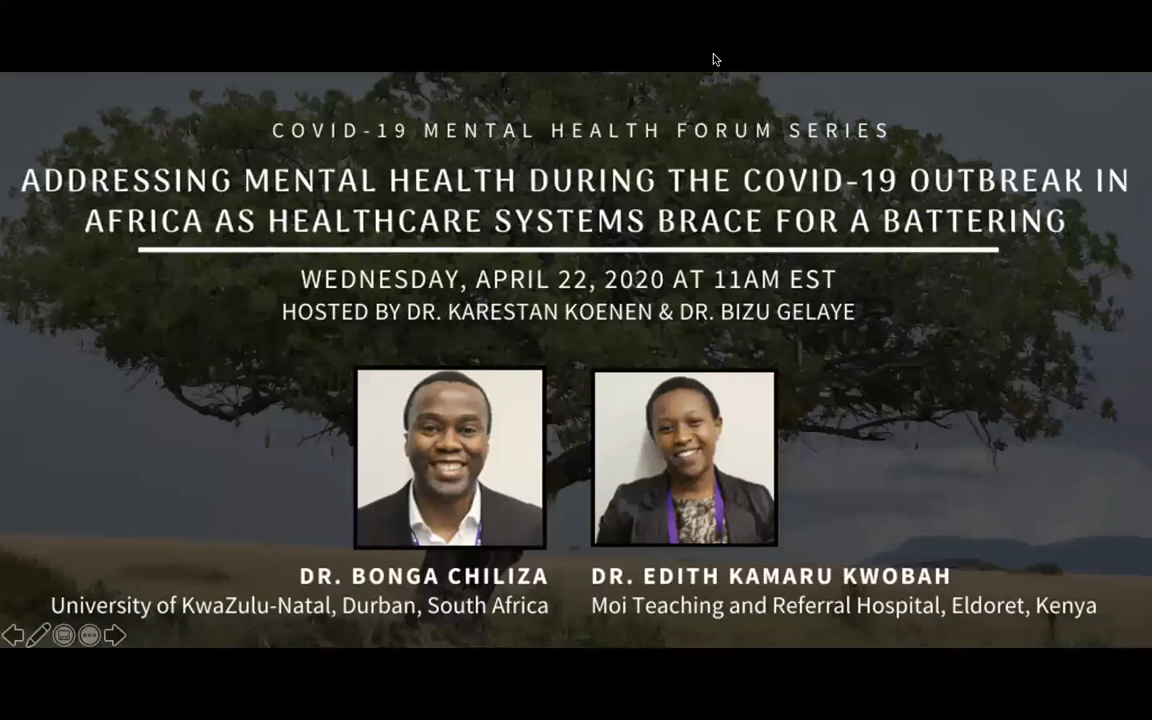 COVID-19 MENTAL HEALTH FORUM SERIES
ADDRESSING MENTAL HEALTH DURING THE COVID-19 OUTBREAK IN
AFRICA AS HEALTHCARE SYSTEMS BRACE FOR A BATTERING
WEDNESDAY, APRIL 22, 2020 AT 11AM EST
HOSTED BY DR. KARESTAN KOENEN & DR. BIZU GELAYE
DR. BONGA CHILIZA
University of KwaZulu-Natal, Durban, South Africa
DR. EDITH KAMARU KWOBAH
Moi Teaching and Referral Hospital, Eldoret, Kenya